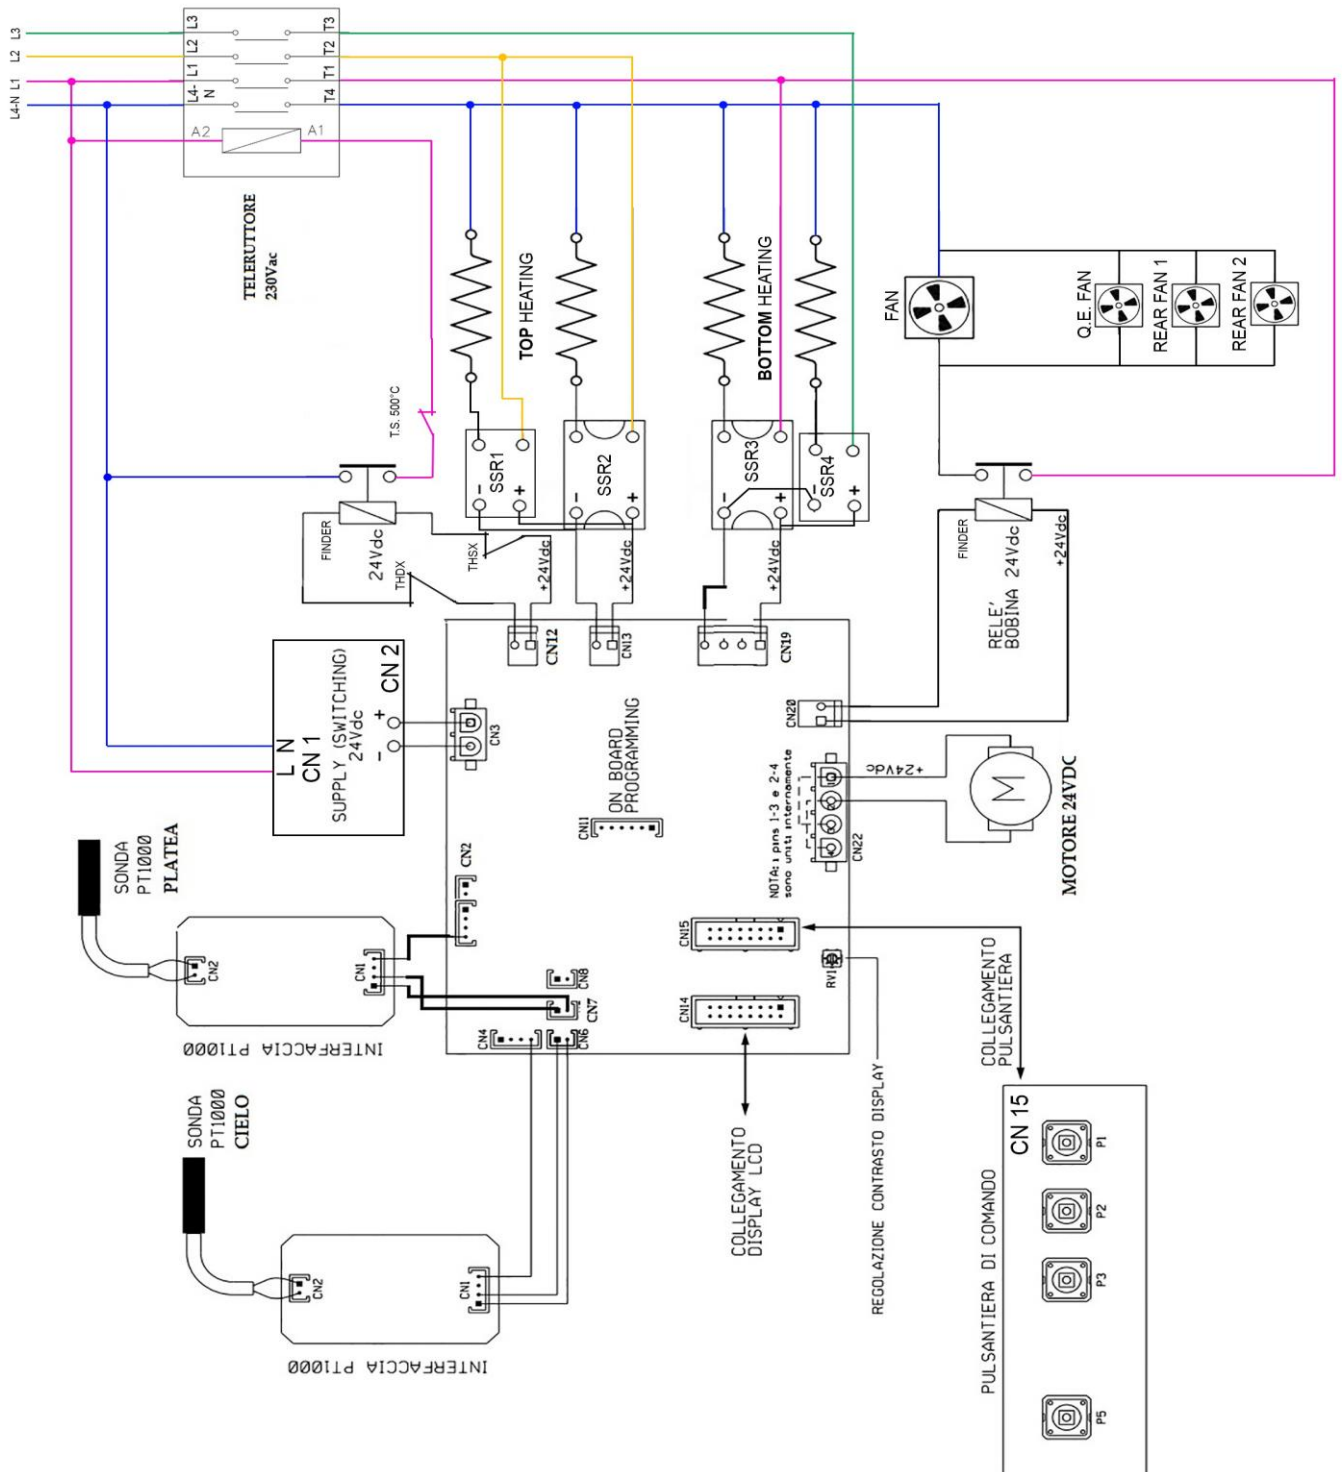 L3
L2
L1
L4-N
L3
L2
L1
L4-
N
T3
T2
T1
T4
A2
A1
TELERUTTORE
230Vac
TOP HEATING
BOTTOM HEATING
FAN
Q.E. FAN
REAR FAN 1
REAR FAN 2
T.S. 500°C
SSR1
-
+
SSR2
-
+
SSR3
-
+
SSR4
-
+
FINDER
24Vdc
THDX
THSX
+24Vdc
+24Vdc
+24Vdc
FINDER
+24Vdc
RELE'
BOBINA 24Vdc
CN12
CN13
CN19
L N
CN 1
SUPPLY (SWITCHING)
24Vdc
- +
CN 2
CN3
CN20
ON BOARD
PROGRAMMING
CN11
NOTA: i pins 1-3 e 2-4
sono uniti internamente
CN22
+24Vdc
M
MOTORE 24VDC
SONDA
PT1000
PLATEA
CN2
CN1
INTERFACCIA PT1000
CN2
CN8
CN7
CN4
CN6
CN15
CN14
RV1
COLLEGAMENTO
PULSANTIERA
SONDA
PT1000
CIELO
CN2
CN1
INTERFACCIA PT1000
COLLEGAMENTO
DISPLAY LCD
REGOLAZIONE CONTRASTO DISPLAY
PULSANTIERA DI COMANDO
CN 15
P1
P2
P3
P5